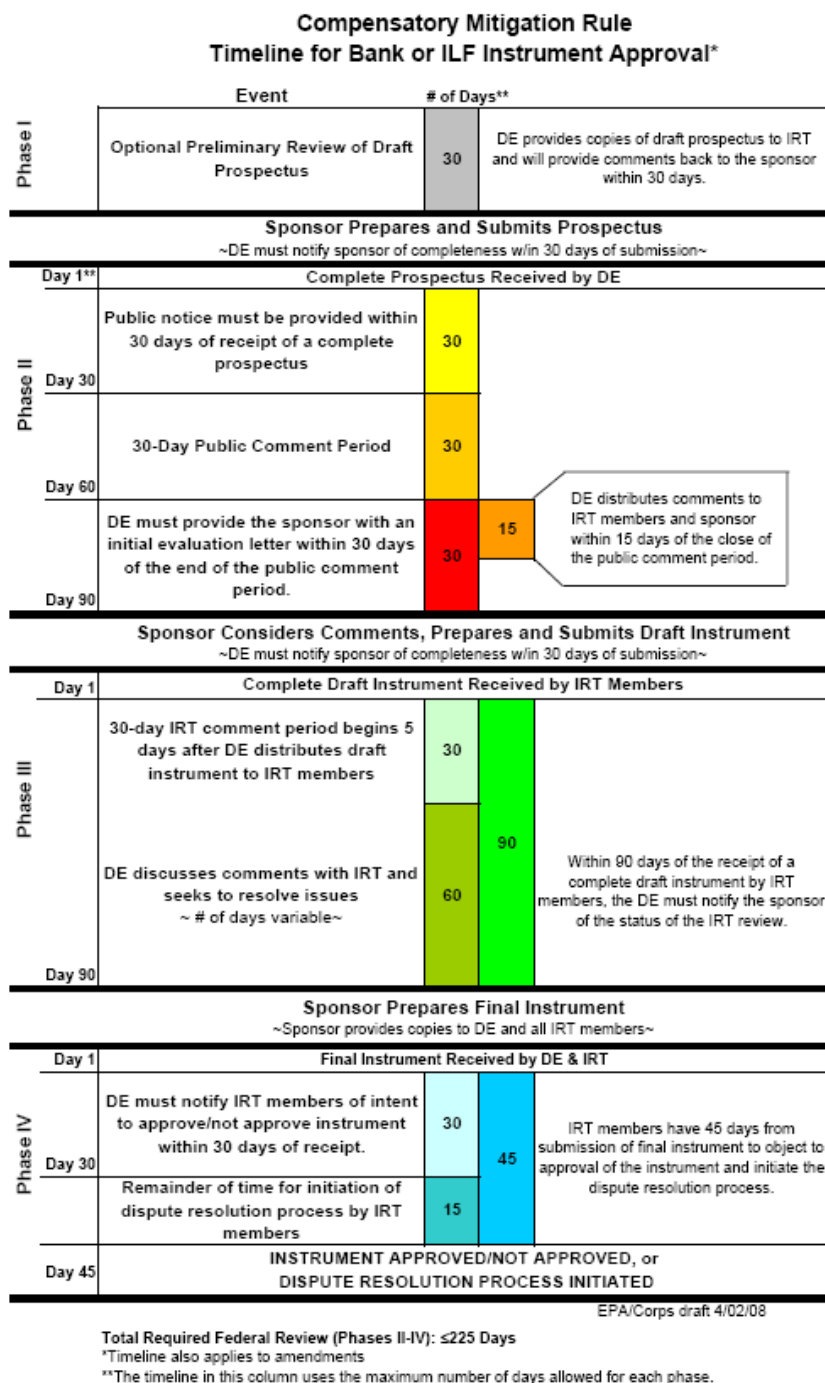 Compensatory Mitigation Rule
Timeline for Bank or ILF Instrument Approval*
Event
# of Days**
Phase I
Optional Preliminary Review of Draft
Prospectus
30
DE provides copies of draft prospectus to IRT
and will provide comments back to the sponsor
within 30 days.
Sponsor Prepares and Submits Prospectus
~DE must notify sponsor of completeness w/in 30 days of submission~
Day 1**
Complete Prospectus Received by DE
Phase II
Public notice must be provided within
30 days of receipt of a complete
prospectus
30
Day 30
30-Day Public Comment Period
30
Day 60
DE must provide the sponsor with an
initial evaluation letter within 30 days
of the end of the public comment
period.
30
15
DE distributes comments to
IRT members and sponsor
within 15 days of the close of
the public comment period.
Day 90
Sponsor Considers Comments, Prepares and Submits Draft Instrument
~DE must notify sponsor of completeness w/in 30 days of submission~
Day 1
Complete Draft Instrument Received by IRT Members
Phase III
30-day IRT comment period begins 5
days after DE distributes draft
instrument to IRT members
30
DE discusses comments with IRT and
seeks to resolve issues
~ # of days variable~
60
90
Within 90 days of the receipt of a
complete draft instrument by IRT
members, the DE must notify the sponsor
of the status of the IRT review.
Day 90
Sponsor Prepares Final Instrument
~Sponsor provides copies to DE and all IRT members~
Day 1
Final Instrument Received by DE & IRT
Phase IV
DE must notify IRT members of intent
to approve/not approve instrument
within 30 days of receipt.
30
Day 30
45
IRT members have 45 days from
submission of final instrument to object to
approval of the instrument and initiate the
dispute resolution process.
Remainder of time for initiation of
dispute resolution process by IRT
members
15
Day 45
INSTRUMENT APPROVED/NOT APPROVED, or
DISPUTE RESOLUTION PROCESS INITIATED
EPA/Corps draft 4/02/08
Total Required Federal Review (Phases II-IV): ≤225 Days
*Timeline also applies to amendments
**The timeline in this column uses the maximum number of days allowed for each phase.